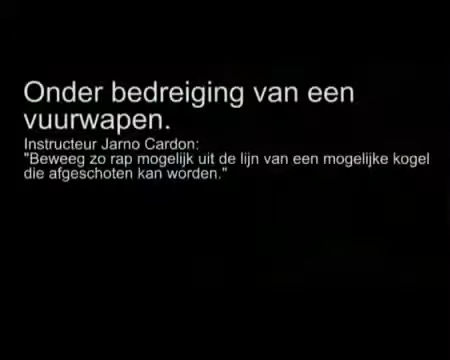 Onder bedreiging van een
vuurwapen.
Instructeur Jarno Cardon:
"Beweeg zo rap mogelijk uit de lijn van een mogelijke kogel
die afgeschoten kan worden."